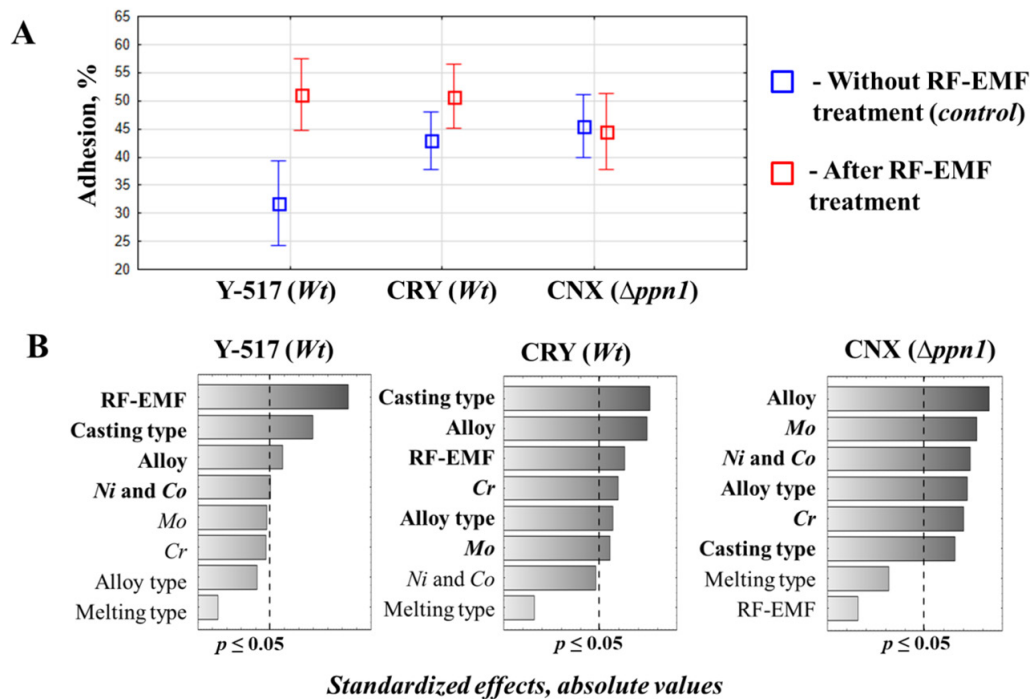 A
65
60
55
50
45
40
35
30
25
20
Adhesion, %
Y-517 (Wt)
CRY (Wt)
CNX (Δppn1)
- Without RF-EMF
treatment (control)
- After RF-EMF
treatment
B
Y-517 (Wt)
RF-EMF
Casting type
Alloy
Ni and Co
Mo
Cr
Alloy type
Melting type
p ≤ 0.05
CRY (Wt)
Casting type
Alloy
RF-EMF
Cr
Alloy type
Mo
Ni and Co
Melting type
p ≤ 0.05
CNX (Δppn1)
Alloy
Mo
Ni and Co
Alloy type
Cr
Casting type
Melting type
RF-EMF
p ≤ 0.05
Standardized effects, absolute values